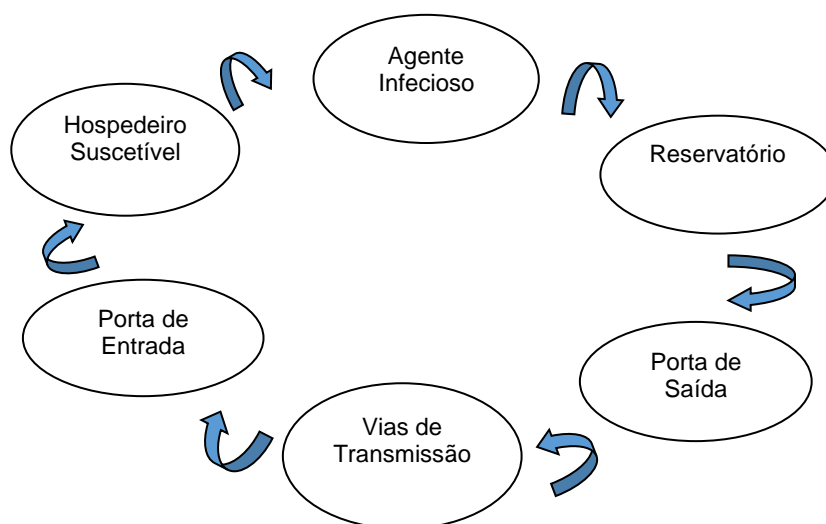 Agente
Infecioso
Reservatório
Porta de
Saída
Vias de
Transmissão
Porta de
Entrada
Hospedeiro
Suscetível